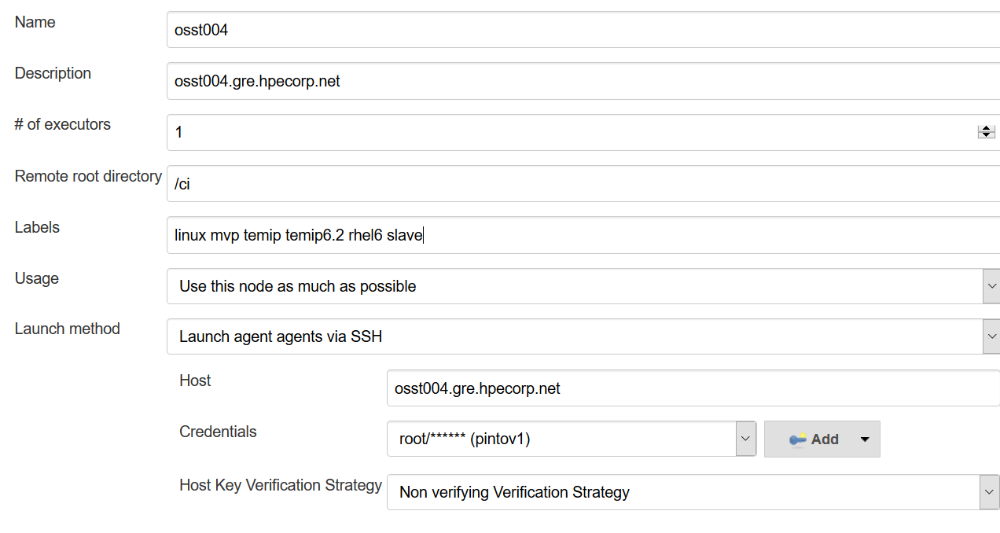 Name osst004
Description osst004.gre.hpecorp.net
# of executors 1
Remote root directory /ci
Labels linux mvp temip temip6.2 rhel6 slave
Usage Use this node as much as possible
Launch method Launch agent agents via SSH
Host osst004.gre.hpecorp.net
Credentials root/****** (pintov1) Add
Host Key Verification Strategy Non verifying Verification Strategy